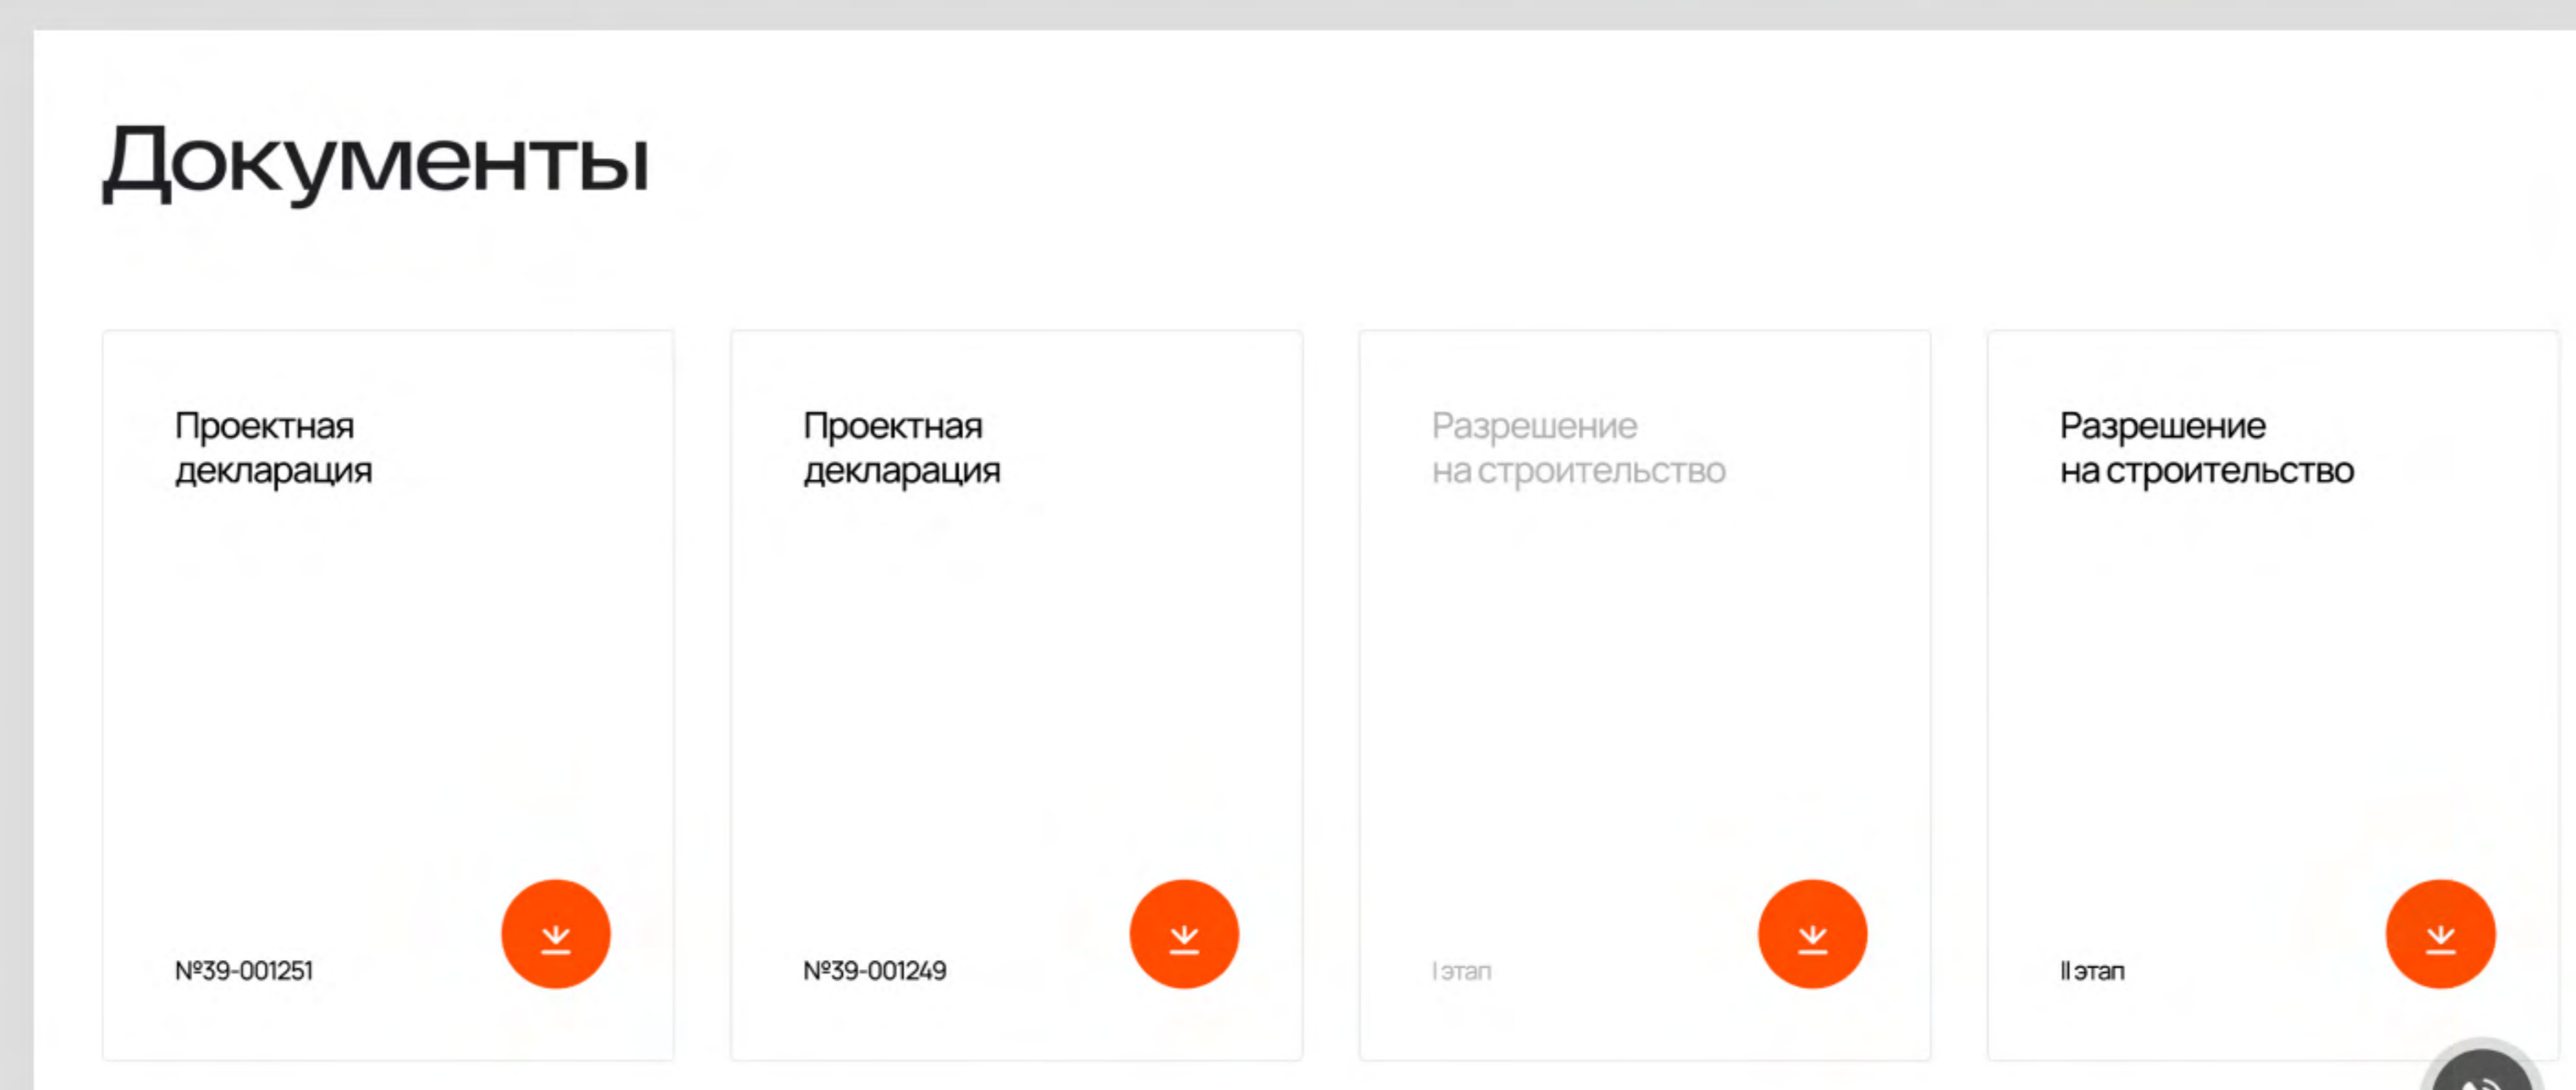 Документы
Проектная
декларация
№39-001251
Проектная
декларация
№39-001249
Разрешение
на строительство
I этап
Разрешение
на строительство
II этап